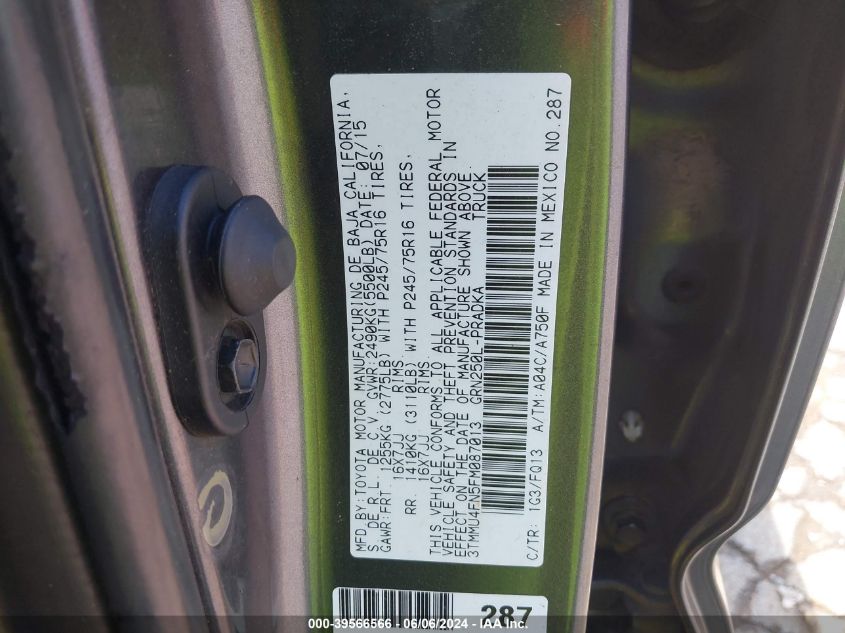 MFD BY: TOYOTA MOTOR MANUFACTURING DE BAJA CALIFORNIA,
S. DE R.L. DE C.V. GVWR: 2490KG(5500LB) DATE: 07/15
GAWR: FRT. 1255KG (2775LB) WITH P245/75R16 TIRES,
16X7JJ RIMS
RR. 1410KG (3110LB) WITH P245/75R16 TIRES,
16X7JJ RIMS
THIS VEHICLE CONFORMS TO ALL APPLICABLE FEDERAL MOTOR
VEHICLE SAFETY AND THEFT PREVENTION STANDARDS IN
EFFECT ON THE DATE OF MANUFACTURE SHOWN ABOVE.
3TMMU4FN5FM087013 GRN250L-PRADKA TRUCK
C/TR: 1G3/FQ13 A/TM: A04C/A750F MADE IN MEXICO NO. 287
287
000-39566566 - 06/06/2024 - IAAI.com